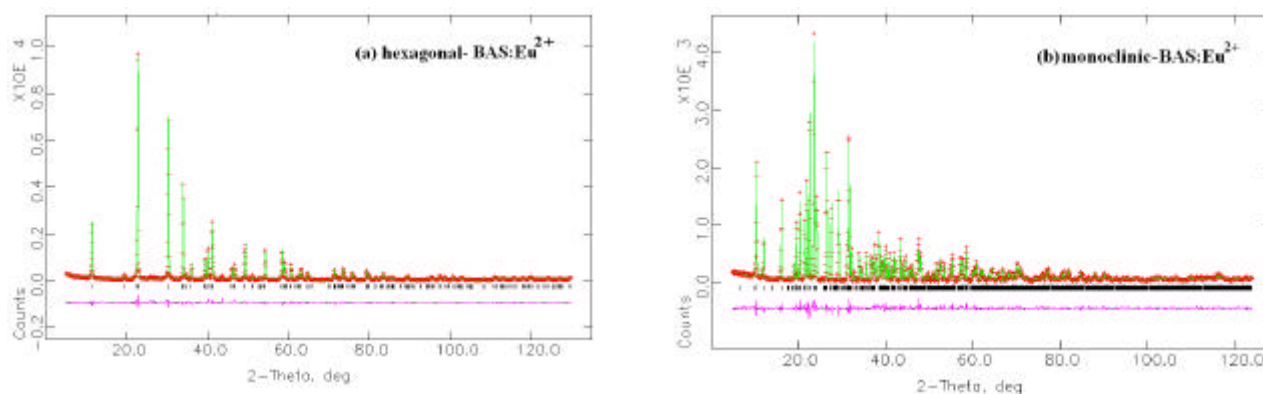 (a) hexagonal- BAS:Eu2+
X10E 4
1.0
0.8
0.6
0.4
0.2
0.0
-0.2
Counts
20.0 40.0 60.0 80.0 100.0 120.0
2-Theta, deg
(b)monoclinic-BAS:Eu2+
X10E 3
4.0
3.0
2.0
1.0
0.0
Counts
20.0 40.0 60.0 80.0 100.0 120.0
2-Theta, deg